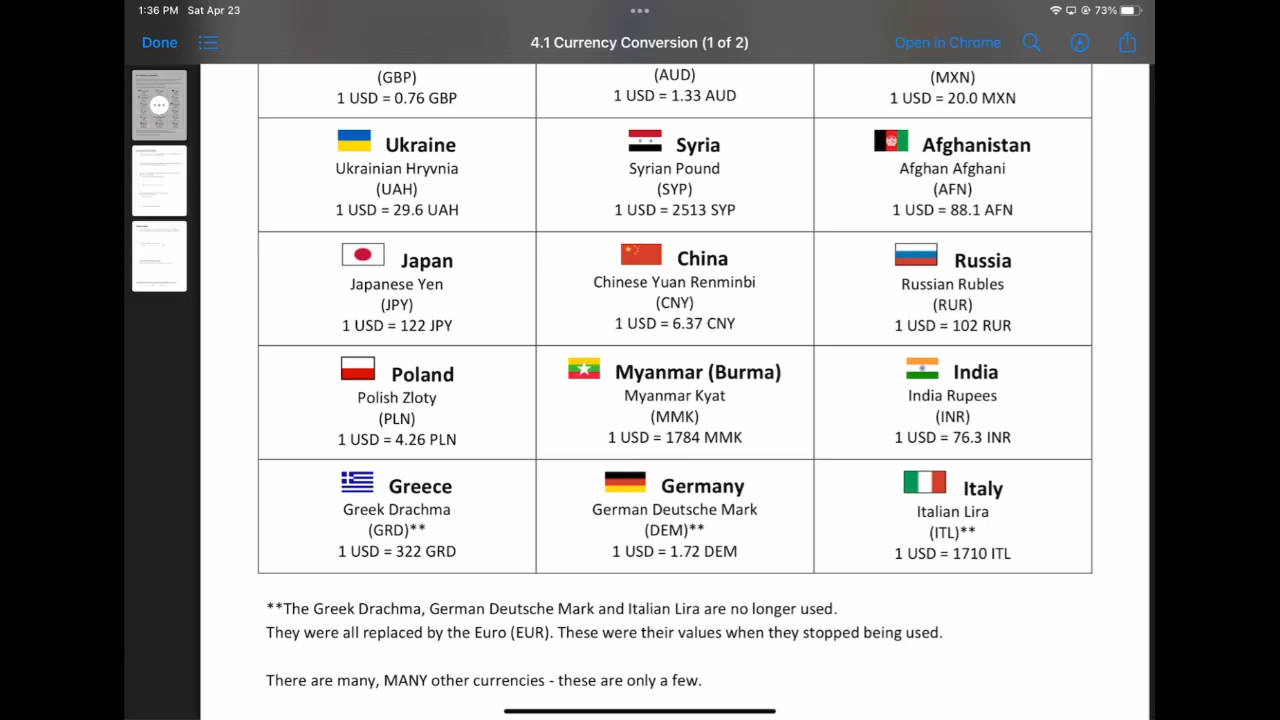 1:36 PM Sat Apr 23
73%
Done
4.1 Currency Conversion (1 of 2)
Open in Chrome
(GBP)
1 USD = 0.76 GBP
(AUD)
1 USD = 1.33 AUD
(MXN)
1 USD = 20.0 MXN
Ukraine
Ukrainian Hryvnia
(UAH)
1 USD = 29.6 UAH
Syria
Syrian Pound
(SYP)
1 USD = 2513 SYP
Afghanistan
Afghan Afghani
(AFN)
1 USD = 88.1 AFN
Japan
Japanese Yen
(JPY)
1 USD = 122 JPY
China
Chinese Yuan Renminbi
(CNY)
1 USD = 6.37 CNY
Russia
Russian Rubles
(RUR)
1 USD = 102 RUR
Poland
Polish Zloty
(PLN)
1 USD = 4.26 PLN
Myanmar (Burma)
Myanmar Kyat
(MMK)
1 USD = 1784 MMK
India
India Rupees
(INR)
1 USD = 76.3 INR
Greece
Greek Drachma
(GRD)**
1 USD = 322 GRD
Germany
German Deutsche Mark
(DEM)**
1 USD = 1.72 DEM
Italy
Italian Lira
(ITL)**
1 USD = 1710 ITL
**The Greek Drachma, German Deutsche Mark and Italian Lira are no longer used.
They were all replaced by the Euro (EUR). These were their values when they stopped being used.
There are many, MANY other currencies - these are only a few.